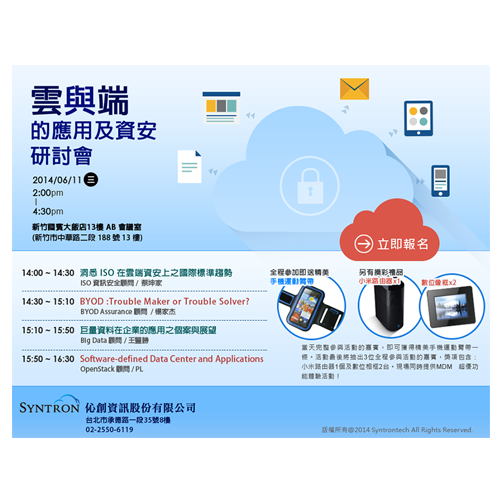 雲與端
的應用及資安
研討會
2014/06/11 三
2:00pm
|
4:30pm
新竹國賓大飯店13樓 AB 會議室
(新竹市中華路二段 188 號 13 樓)
立即報名
14:00 ~ 14:30 洞悉 ISO 在雲端資安上之國際標準趨勢
ISO 資訊安全顧問 / 蔡坤家
14:30 ~ 15:10 BYOD :Trouble Maker or Trouble Solver?
BYOD Assurance 顧問 / 楊家杰
15:10 ~ 15:50 巨量資料在企業的應用之個案與展望
Big Data 顧問 / 王豐勝
15:50 ~ 16:30 Software-defined Data Center and Applications
OpenStack 顧問 / PL
全程參加即送精美
手機運動臂帶
另有摸彩禮品
小米路由器x1
數位像框x2
當天完整參與活動的嘉賓，即可獲得精美手機運動臂帶一
條。活動最後將抽出3位全程參與活動的嘉賓，獎項包含：
小米路由器1個及數位相框2台。現場同時提供MDM 超優功
能體驗活動！
SYNTRON 伈創資訊股份有限公司
台北市承德路一段35號8樓
02-2550-6119
版權所有@2014 Syntrontech All Rights Reserved.